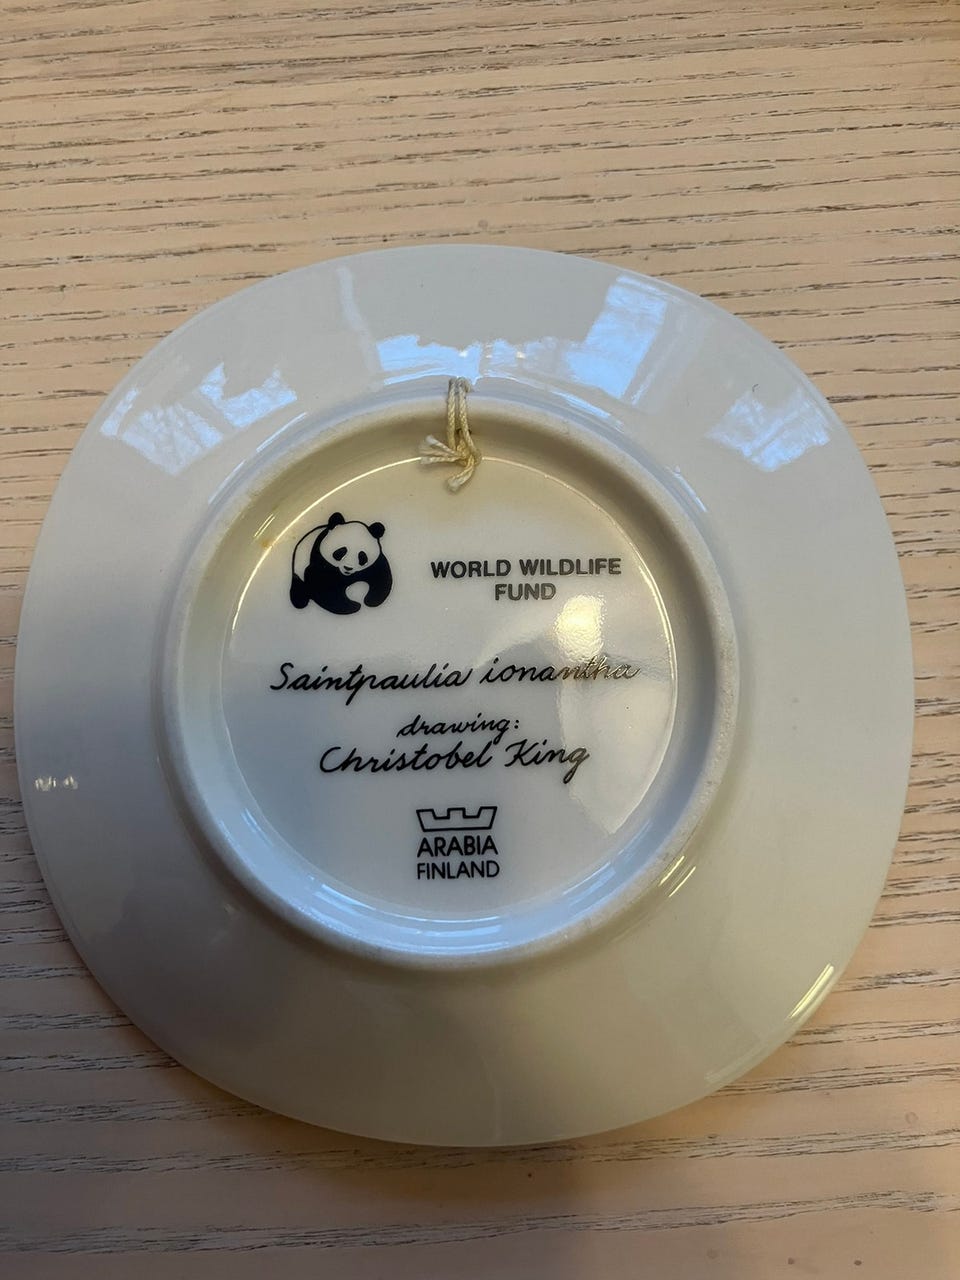 WORLD WILDLIFE
FUND
Saintpaulia ionantha
drawing:
Christobel King
ARABIA
FINLAND